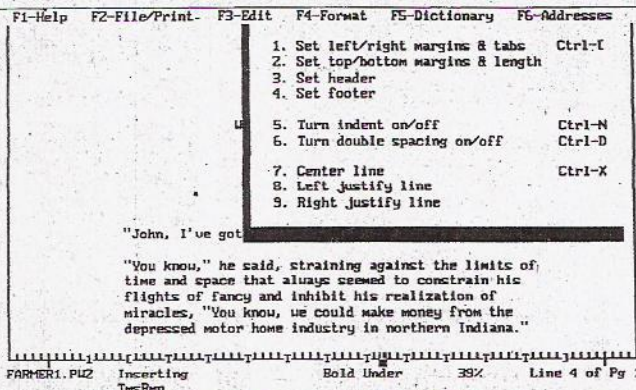 F1-Help F2-File/Print F3-Edit F4-Format F5-Dictionary F6-Addresses
1. Set left/right margins & tabs Ctrl-[
2. Set top/bottom margins & length
3. Set header
4. Set footer
5. Turn indent on/off Ctrl-N
6. Turn double spacing on/off Ctrl-D
7. Center line Ctrl-X
8. Left justify line
9. Right justify line
"John, I've got
"You know," he said, straining against the limits of
time and space that always seemed to constrain his
flights of fancy and inhibit his realization of
miracles, "You know, we could make money from the
depressed motor home industry in northern Indiana."
FARMER1.PW2 Inserting Bold Under 39% Line 4 of Pg
TmsRmn